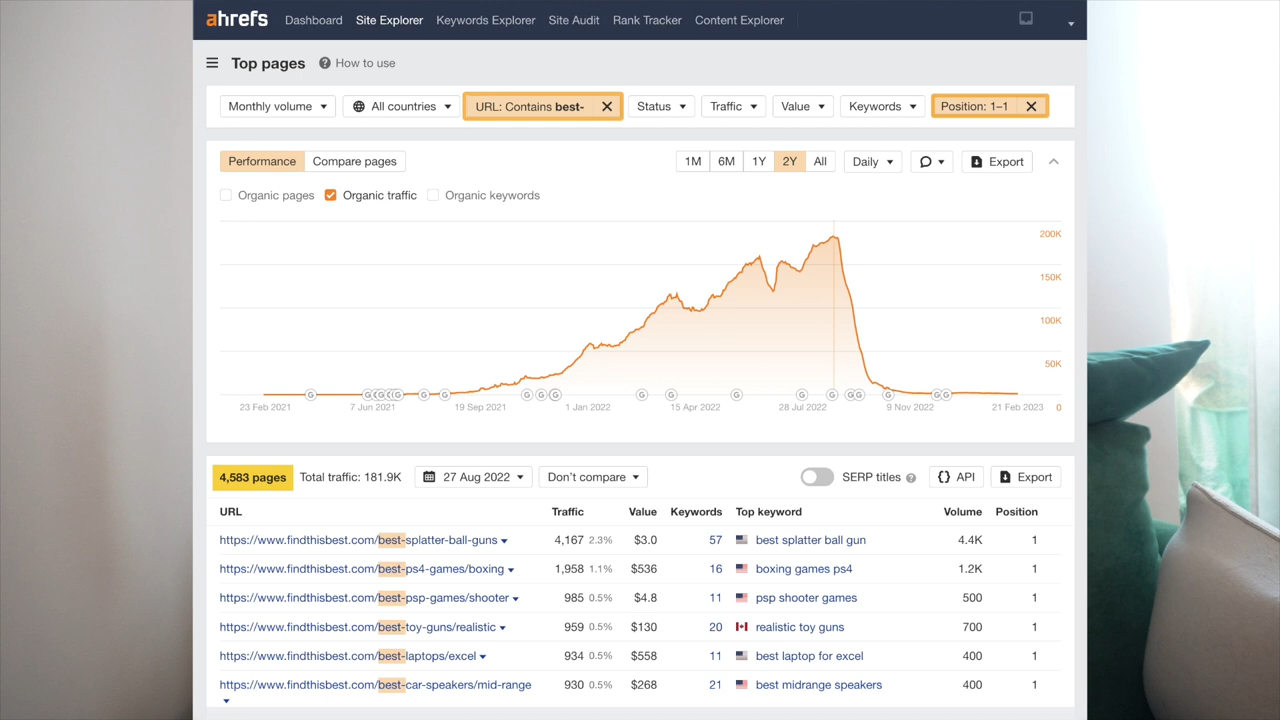 ahrefs Dashboard Site Explorer Keywords Explorer Site Audit Rank Tracker Content Explorer
Top pages ? How to use
Monthly volume All countries URL: Contains best- Status Traffic Value Keywords Position: 1–1
Performance Compare pages 1M 6M 1Y 2Y All Daily Export
Organic pages Organic traffic Organic keywords
200K
150K
100K
50K
G G G G G G G G G G G G G G G G G G G G G G
23 Feb 2021 7 Jun 2021 19 Sep 2021 1 Jan 2022 15 Apr 2022 28 Jul 2022 9 Nov 2022 21 Feb 2023 0
4,583 pages Total traffic: 181.9K 27 Aug 2022 Don't compare SERP titles ? {} API Export
URL Traffic Value Keywords Top keyword Volume Position
https://www.findthisbest.com/best-splatter-ball-guns 4,167 2.3% $3.0 57 best splatter ball gun 4.4K 1
https://www.findthisbest.com/best-ps4-games/boxing 1,958 1.1% $536 16 boxing games ps4 1.2K 1
https://www.findthisbest.com/best-psp-games/shooter 985 0.5% $4.8 11 psp shooter games 500 1
https://www.findthisbest.com/best-toy-guns/realistic 959 0.5% $130 20 realistic toy guns 700 1
https://www.findthisbest.com/best-laptops/excel 934 0.5% $558 11 best laptop for excel 400 1
https://www.findthisbest.com/best-car-speakers/mid-range 930 0.5% $268 21 best midrange speakers 400 1